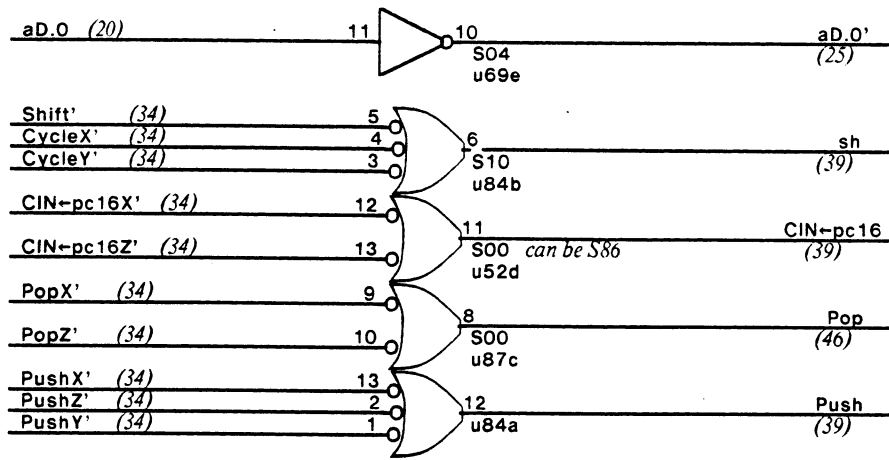 aD.0 (20) 11 10 aD.0'
S04 (25)
u69e
Shift' (34) 5
CycleX' (34) 4 6 sh
CycleY' (34) 3 S10 (39)
u84b
CIN←pc16X' (34) 12
11 CIN←pc16
CIN←pc16Z' (34) 13 S00 can be S86 (39)
u52d
PopX' (34) 9
8 Pop
PopZ' (34) 10 S00 (46)
u87c
PushX' (34) 13
PushZ' (34) 2 12 Push
PushY' (34) 1 u84a (39)